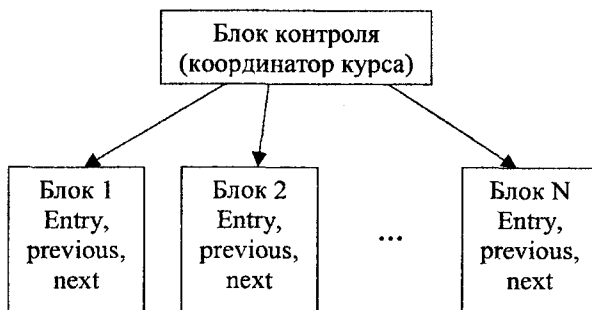 Блок контроля
(координатор курса)
Блок 1
Entry,
previous,
next
Блок 2
Entry,
previous,
next
...
Блок N
Entry,
previous,
next